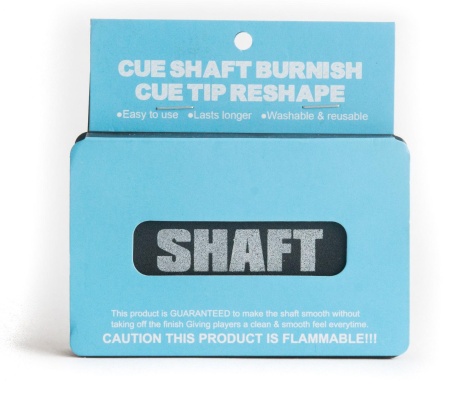 CUE SHAFT BURNISH
CUE TIP RESHAPE
•Easy to use •Lasts longer •Washable & reusable
SHAFT
This product is GUARANTEED to make the shaft smooth without
taking off the finish Giving players a clean & smooth feel everytime.
CAUTION THIS PRODUCT IS FLAMMABLE!!!